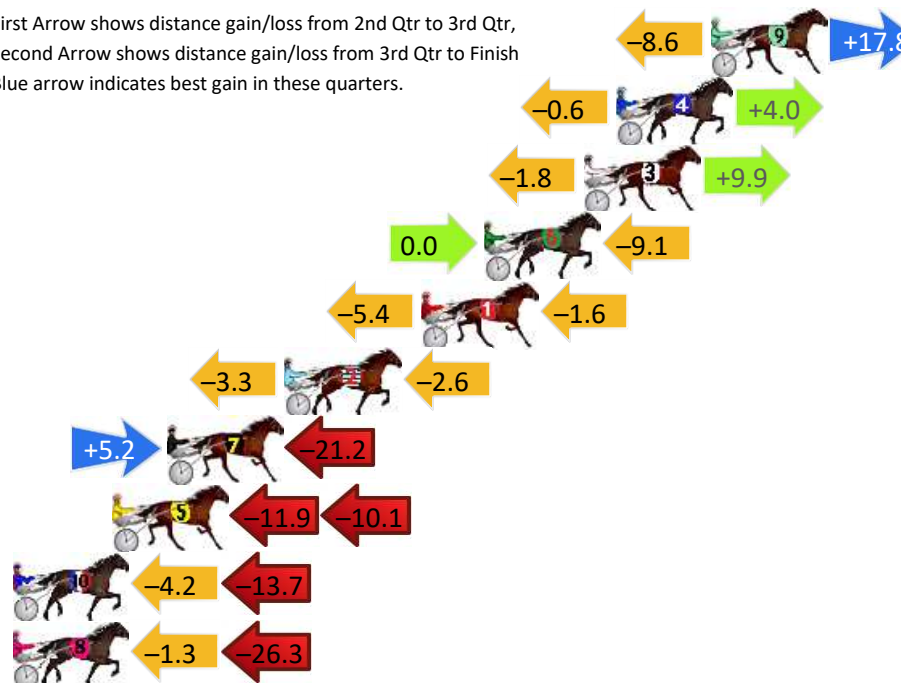 irst Arrow shows distance gain/loss from 2nd Qtr to 3rd Qtr,
econd Arrow shows distance gain/loss from 3rd Qtr to Finish
lue arrow indicates best gain in these quarters.
–8.6 9 +17.8
–0.6 4 +4.0
–1.8 3 +9.9
0.0 6 –9.1
–5.4 1 –1.6
–3.3 2 –2.6
+5.2 7 –21.2
5 –11.9 –10.1
10 –4.2 –13.7
8 –1.3 –26.3